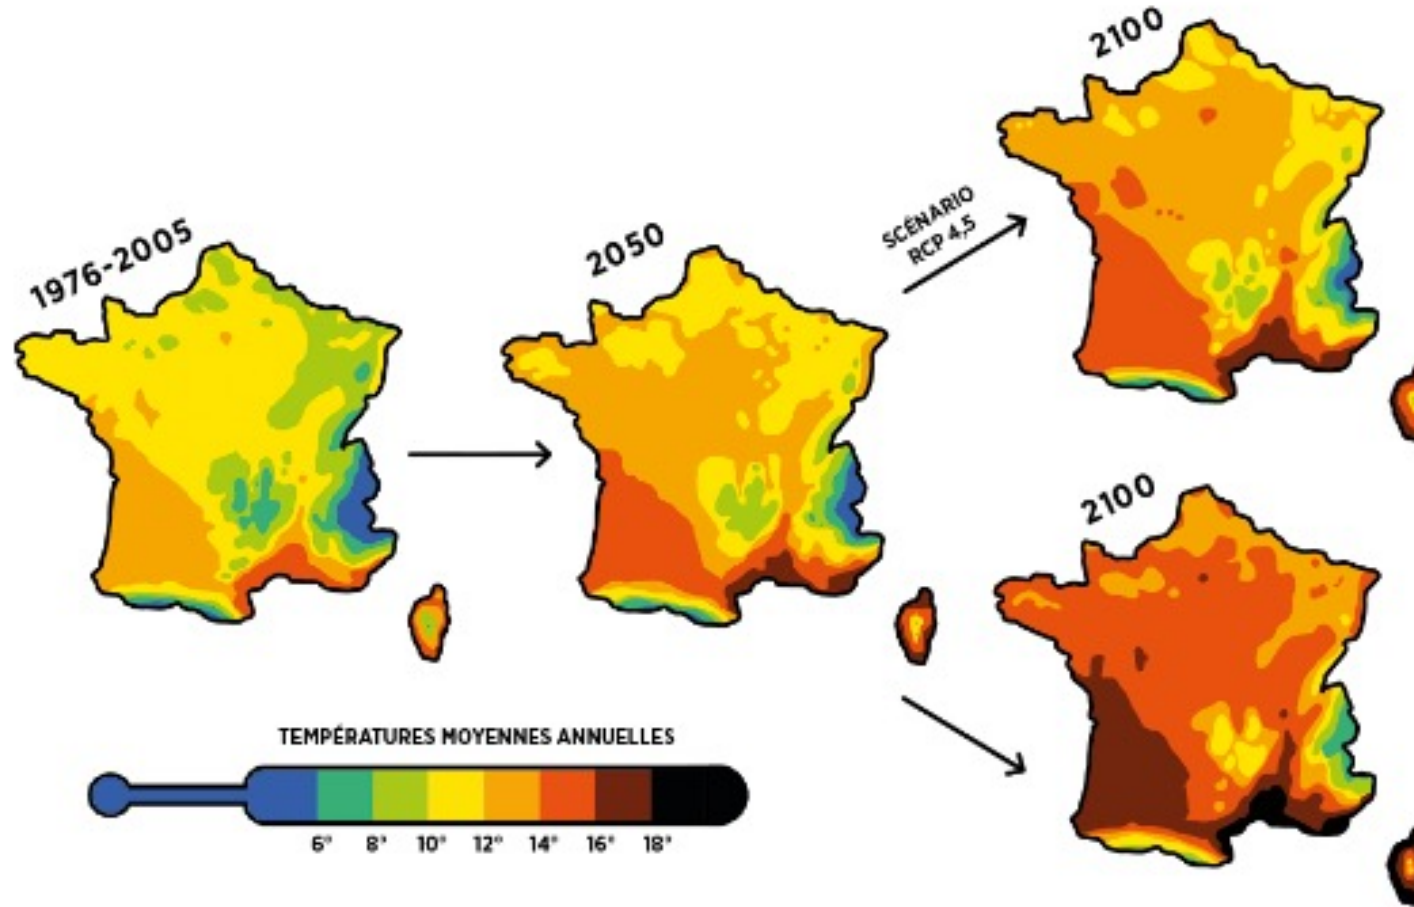 2100
1976-2005
2050
SCÉNARIO
RCP 4,5
2100
TEMPÉRATURES MOYENNES ANNUELLES
6° 8° 10° 12° 14° 16° 18°